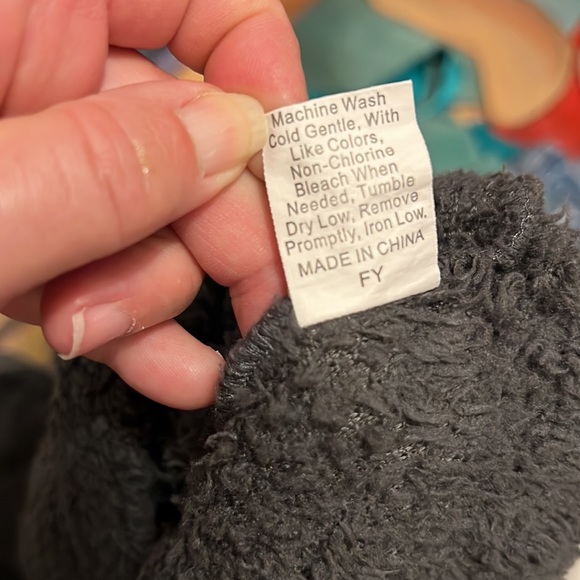 Machine Wash
Cold Gentle, With
Like Colors,
Non-Chlorine
Bleach When
Needed, Tumble
Dry Low, Remove
Promptly, Iron Low.
MADE IN CHINA
FY